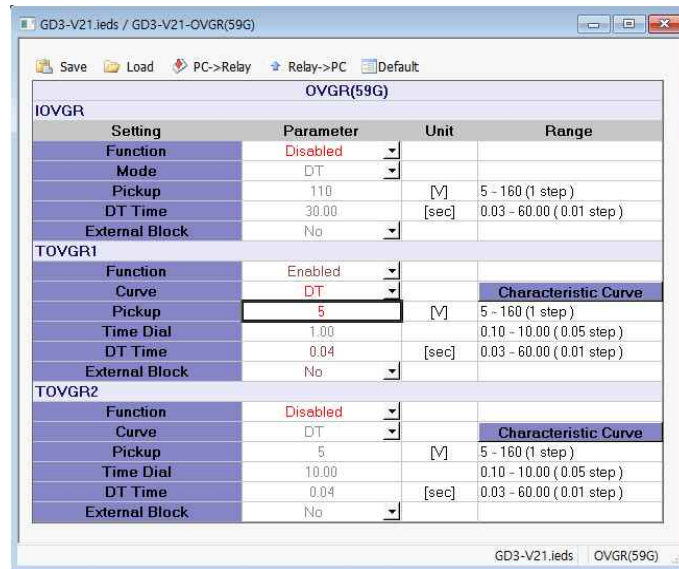 GD3-V21.ieds / GD3-V21-OVGR(59G)
Save Load PC->Relay Relay->PC Default
OVGR(59G)
IOVGR
Setting Parameter Unit Range
Function Disabled
Mode DT
Pickup 110 [V] 5 - 160 (1 step )
DT Time 30.00 [sec] 0.03 - 60.00 ( 0.01 step )
External Block No
TOVGR1
Function Enabled
Curve DT Characteristic Curve
Pickup 5 [V] 5 - 160 (1 step )
Time Dial 1.00 0.10 - 10.00 ( 0.05 step )
DT Time 0.04 [sec] 0.03 - 60.00 ( 0.01 step )
External Block No
TOVGR2
Function Disabled
Curve DT Characteristic Curve
Pickup 5 [V] 5 - 160 (1 step )
Time Dial 10.00 0.10 - 10.00 ( 0.05 step )
DT Time 0.04 [sec] 0.03 - 60.00 ( 0.01 step )
External Block No
GD3-V21.ieds OVGR(59G)